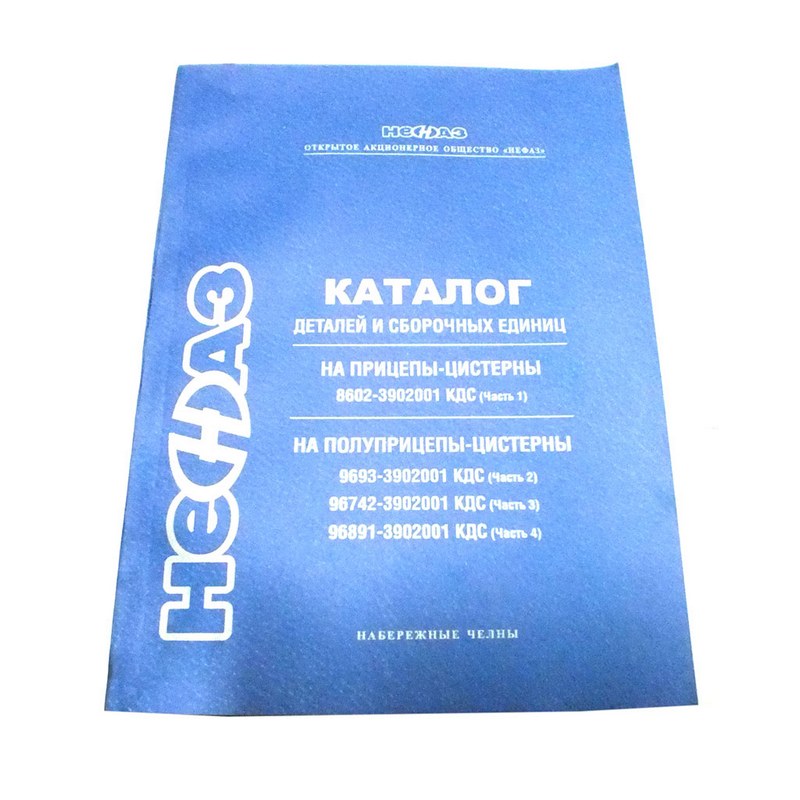 НЕФАЗ
ОТКРЫТОЕ АКЦИОНЕРНОЕ ОБЩЕСТВО «НЕФАЗ»
НЕФАЗ
КАТАЛОГ
ДЕТАЛЕЙ И СБОРОЧНЫХ ЕДИНИЦ
НА ПРИЦЕПЫ-ЦИСТЕРНЫ
8602-3902001 КДС (Часть 1)
НА ПОЛУПРИЦЕПЫ-ЦИСТЕРНЫ
9693-3902001 КДС (Часть 2)
96742-3902001 КДС (Часть 3)
96891-3902001 КДС (Часть 4)
НАБЕРЕЖНЫЕ ЧЕЛНЫ